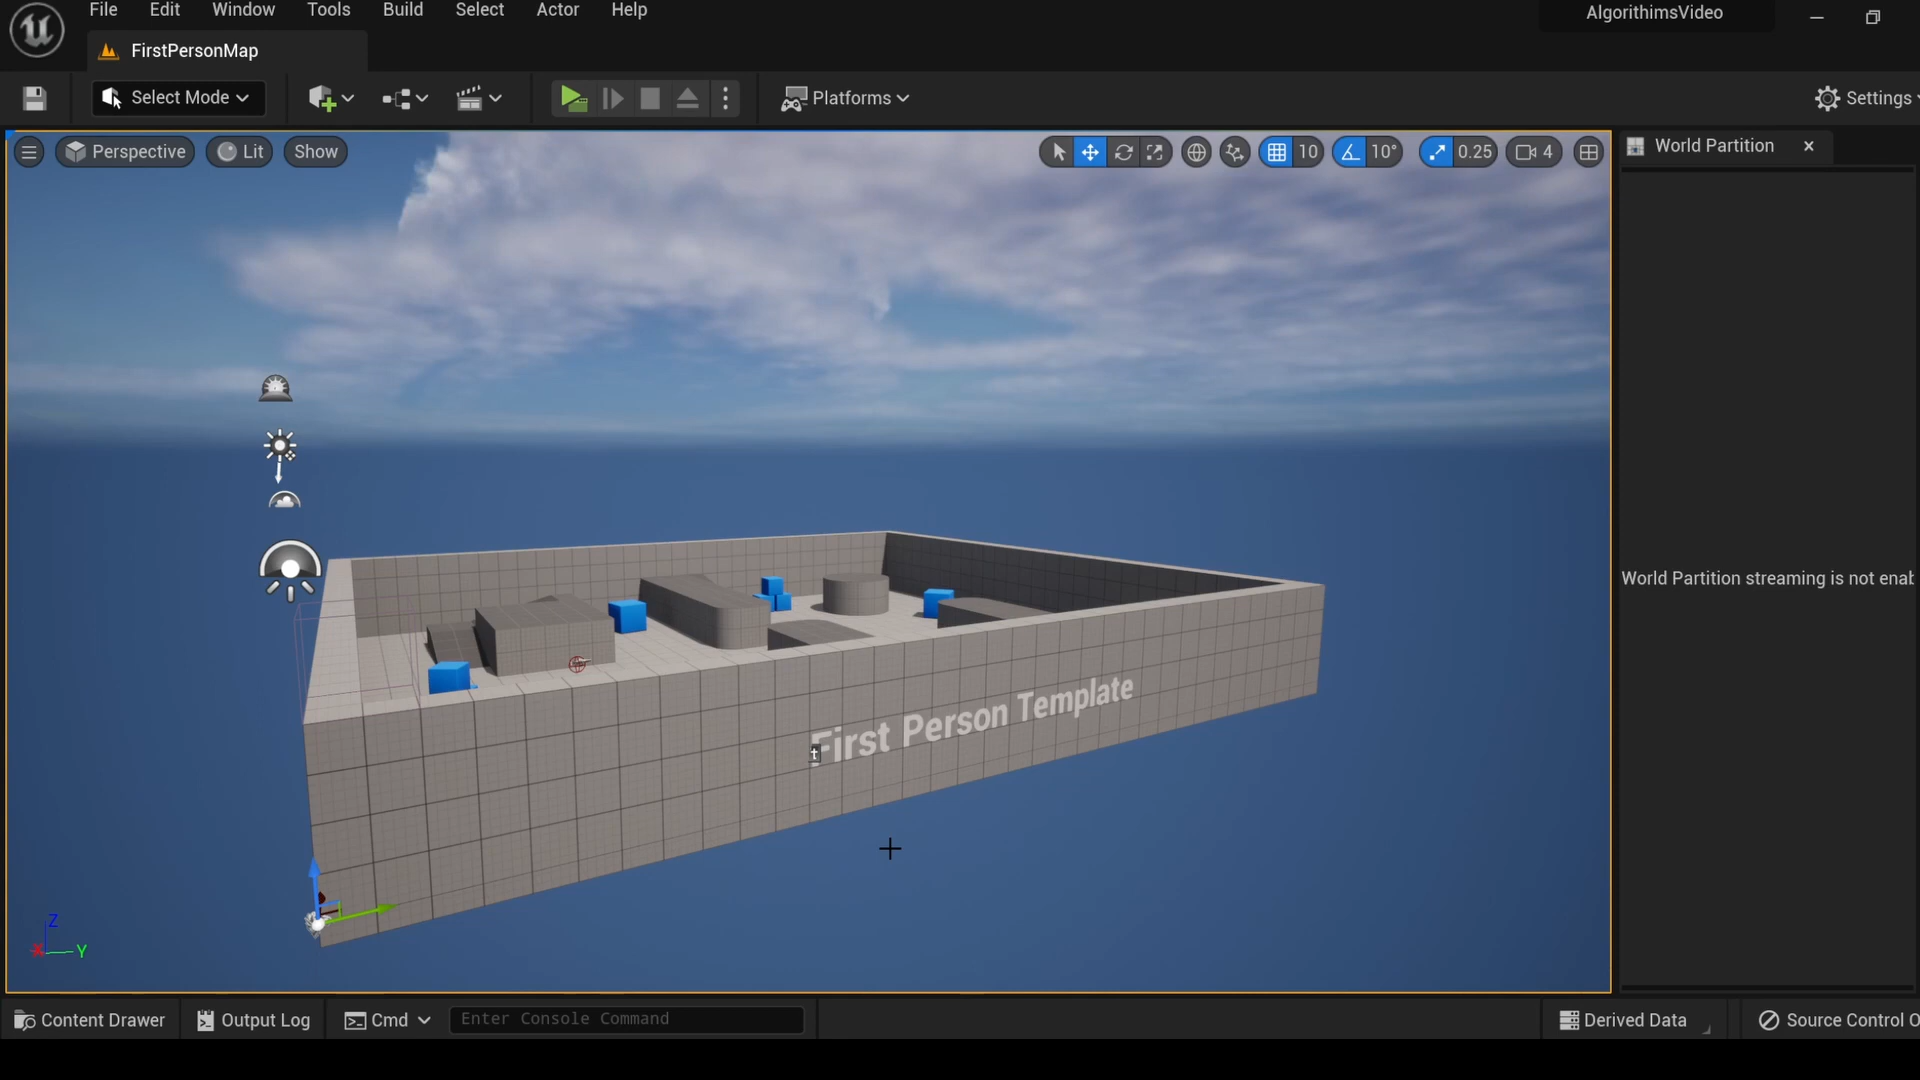 File Edit Window Tools Build Select Actor Help
AlgorithimsVideo
FirstPersonMap
Select Mode
Platforms
Settings
Perspective Lit Show
10 10° 0.25 4
World Partition
World Partition streaming is not enab
First Person Template
t
Z
X Y
Content Drawer Output Log Cmd Enter Console Command Derived Data Source Control O